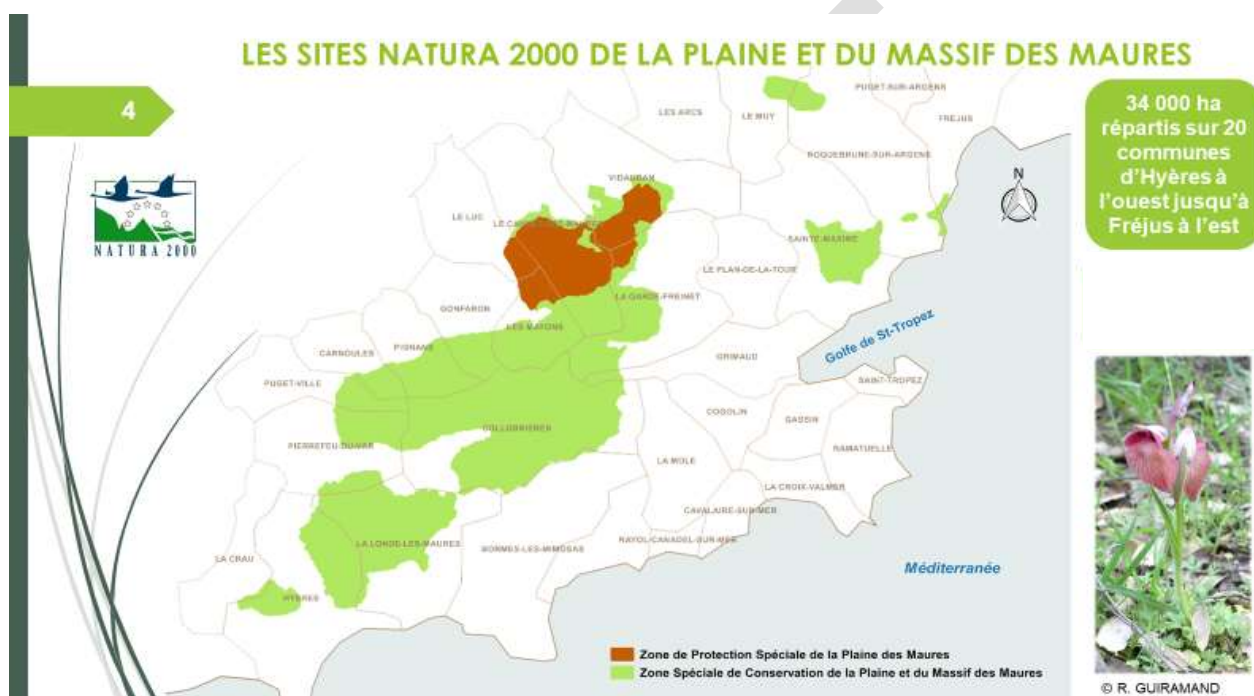 LES SITES NATURA 2000 DE LA PLAINE ET DU MASSIF DES MAURES
4
34 000 ha
répartis sur 20
communes
d'Hyères à
l'ouest jusqu'à
Fréjus à l'est
NATURA 2000
PUGET-SUR-ARGENS
LES ARCS
LE MUY
FRÉJUS
ROQUEBRUNE-SUR-ARGENS
VIDAUBAN
N
LE LUC
SAINTE-MAXIME
LE PLAN-DE-LA-TOUR
LA GARDE-FREINET
GONFARON
LES MAYONS
Golfe de St-Tropez
CARNOULES
PIGNANS
GRIMAUD
PUGET-VILLE
SAINT-TROPEZ
COGOLIN
GASSIN
COLLOBRIÈRES
PIERREFEU-DU-VAR
RAMATUELLE
LA MOLE
LA CROIX-VALMER
CAVALAIRE-SUR-MER
LA CRAU
LA LONDE-LES-MAURES
BORMES-LES-MIMOSAS
RAYOL-CANADEL-SUR-MER
Méditerranée
HYÈRES
Zone de Protection Spéciale de la Plaine des Maures
Zone Spéciale de Conservation de la Plaine et du Massif des Maures
© R. GUIRAMAND